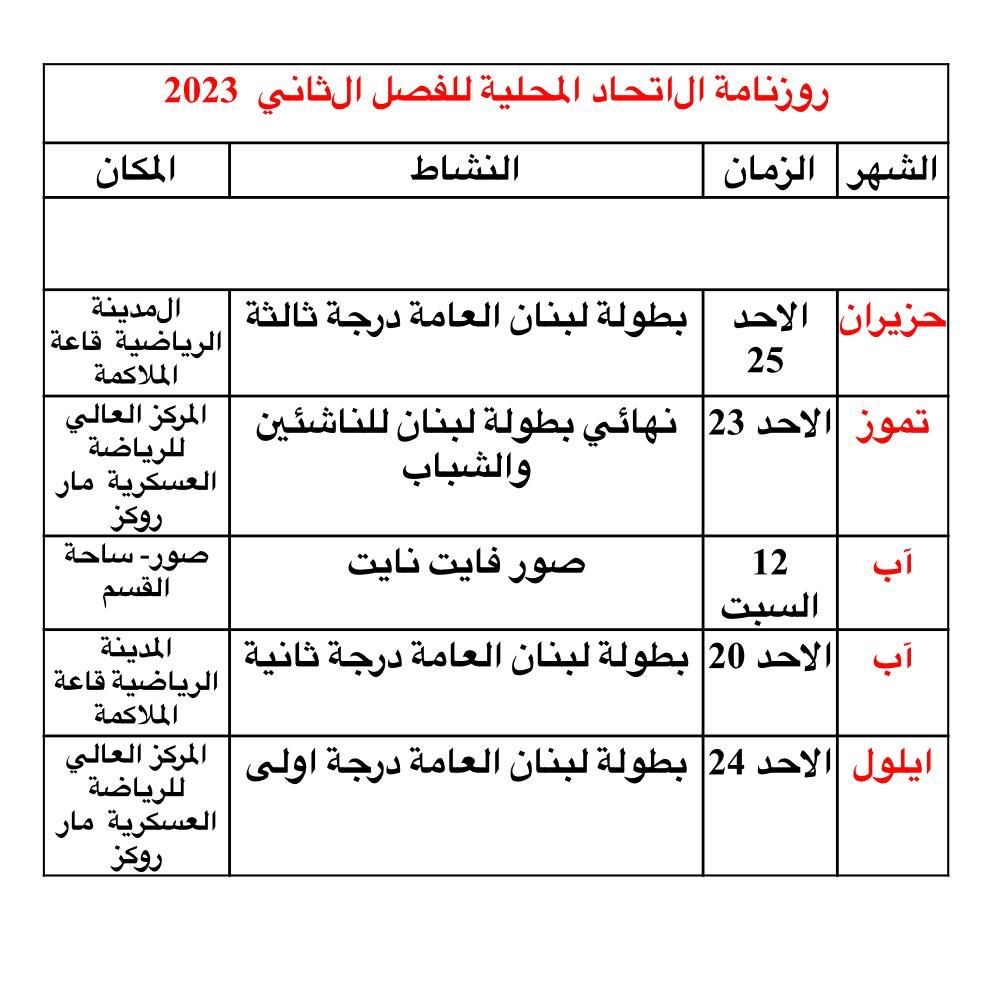 روزنامة الاتحاد المحلية للفصل الثاني 2023
الشهر
الزمان
النشاط
المكان
حزيران
الاحد
25
بطولة لبنان العامة درجة ثالثة
المدينة
الرياضية قاعة
الملاكمة
تموز
الاحد 23
نهائي بطولة لبنان للناشئين
والشباب
المركز العالي
للرياضة
العسكرية مار
روكز
آب
12
السبت
صور فايت نايت
صور- ساحة
القسم
آب
الاحد 20
بطولة لبنان العامة درجة ثانية
المدينة
الرياضية قاعة
الملاكمة
ايلول
الاحد 24
بطولة لبنان العامة درجة اولى
المركز العالي
للرياضة
العسكرية مار
روكز